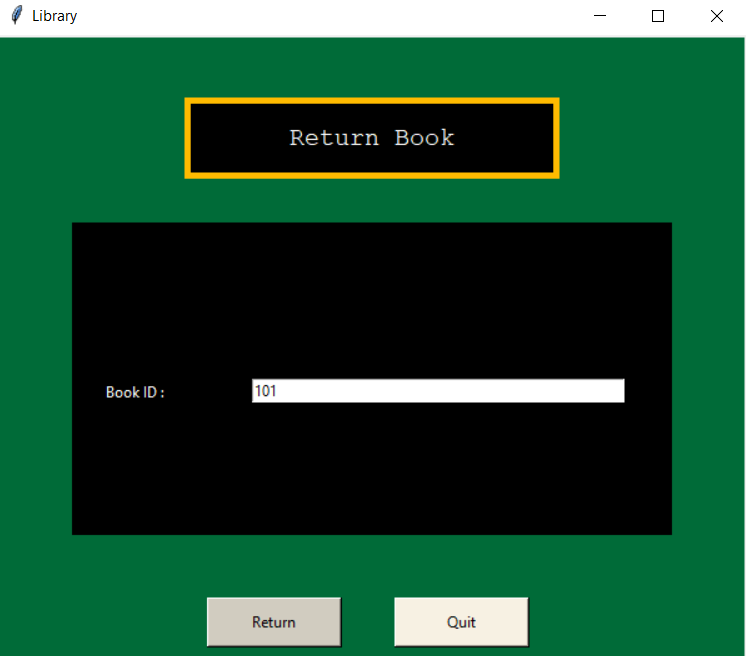 Library
Return Book
Book ID : 101
Return Quit